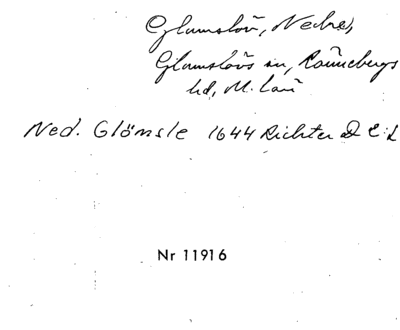 Glumslöv, Nedre,
Glumslövs sn, Rönnebergs
hd, M. län
Ned. Glömsle 1644 Richter D C:L
Nr 11916